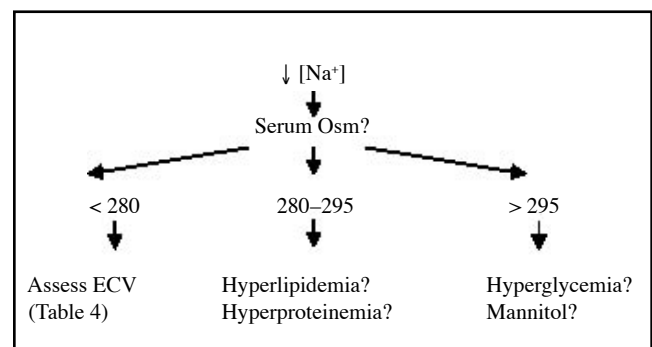 ↓ [Na⁺]
Serum Osm?
< 280 280–295 > 295
Assess ECV Hyperlipidemia? Hyperglycemia?
(Table 4) Hyperproteinemia? Mannitol?